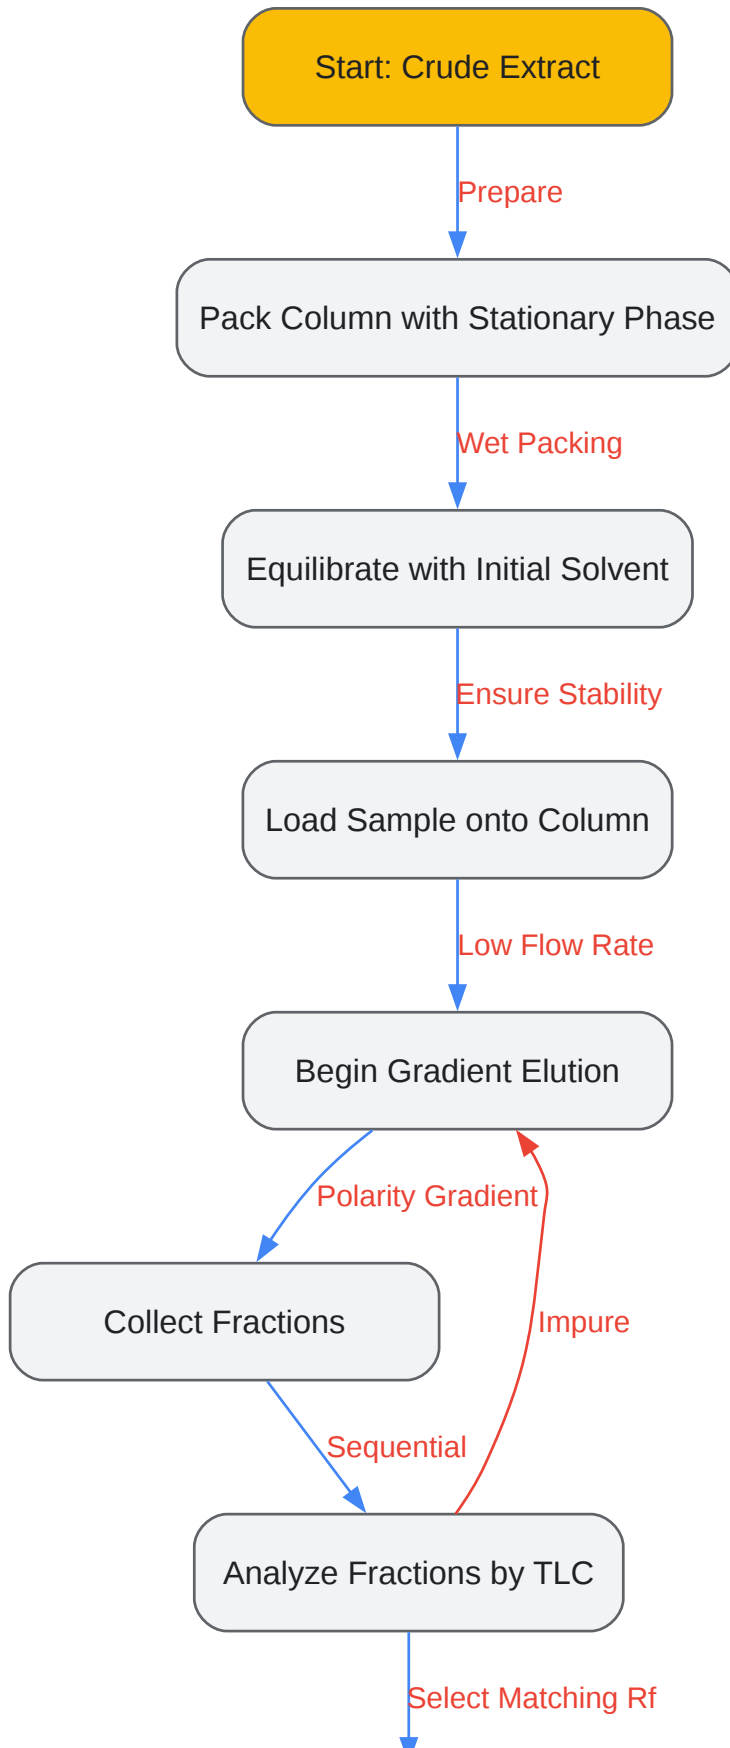 Start: Crude Extract
Prepare
Pack Column with Stationary Phase
Wet Packing
Equilibrate with Initial Solvent
Ensure Stability
Load Sample onto Column
Low Flow Rate
Begin Gradient Elution
Polarity Gradient
Collect Fractions
Impure
Sequential
Analyze Fractions by TLC
Select Matching Rf